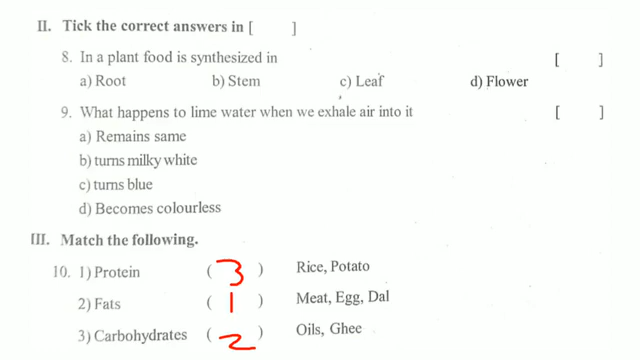 II. Tick the correct answers in [ ]
8. In a plant food is synthesized in [ ]
a) Root b) Stem c) Leaf d) Flower
9. What happens to lime water when we exhale air into it [ ]
a) Remains same
b) turns milky white
c) turns blue
d) Becomes colourless
III. Match the following.
10. 1) Protein ( 3 ) Rice, Potato
2) Fats ( 1 ) Meat, Egg, Dal
3) Carbohydrates ( 2 ) Oils, Ghee